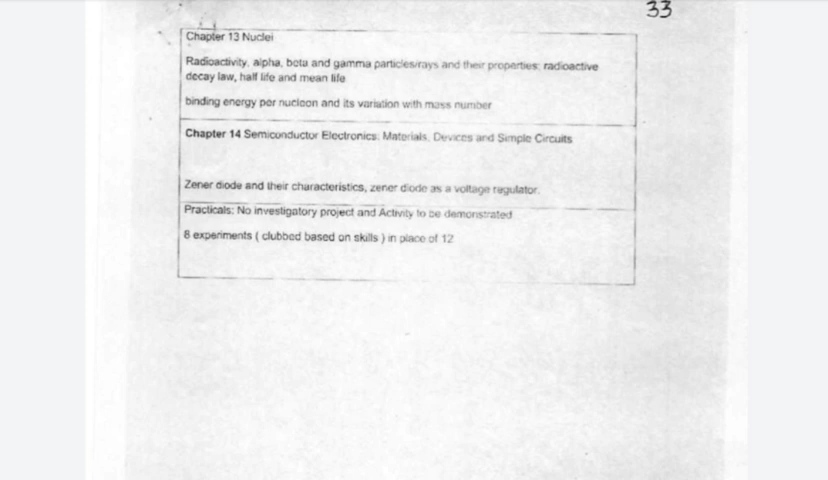 33
Chapter 13 Nuclei
Radioactivity, alpha, beta and gamma particles/rays and their properties; radioactive
decay law, half life and mean life
binding energy per nucleon and its variation with mass number
Chapter 14 Semiconductor Electronics: Materials, Devices and Simple Circuits
Zener diode and their characteristics, zener diode as a voltage regulator.
Practicals: No investigatory project and Activity to be demonstrated
8 experiments ( clubbed based on skills ) in place of 12